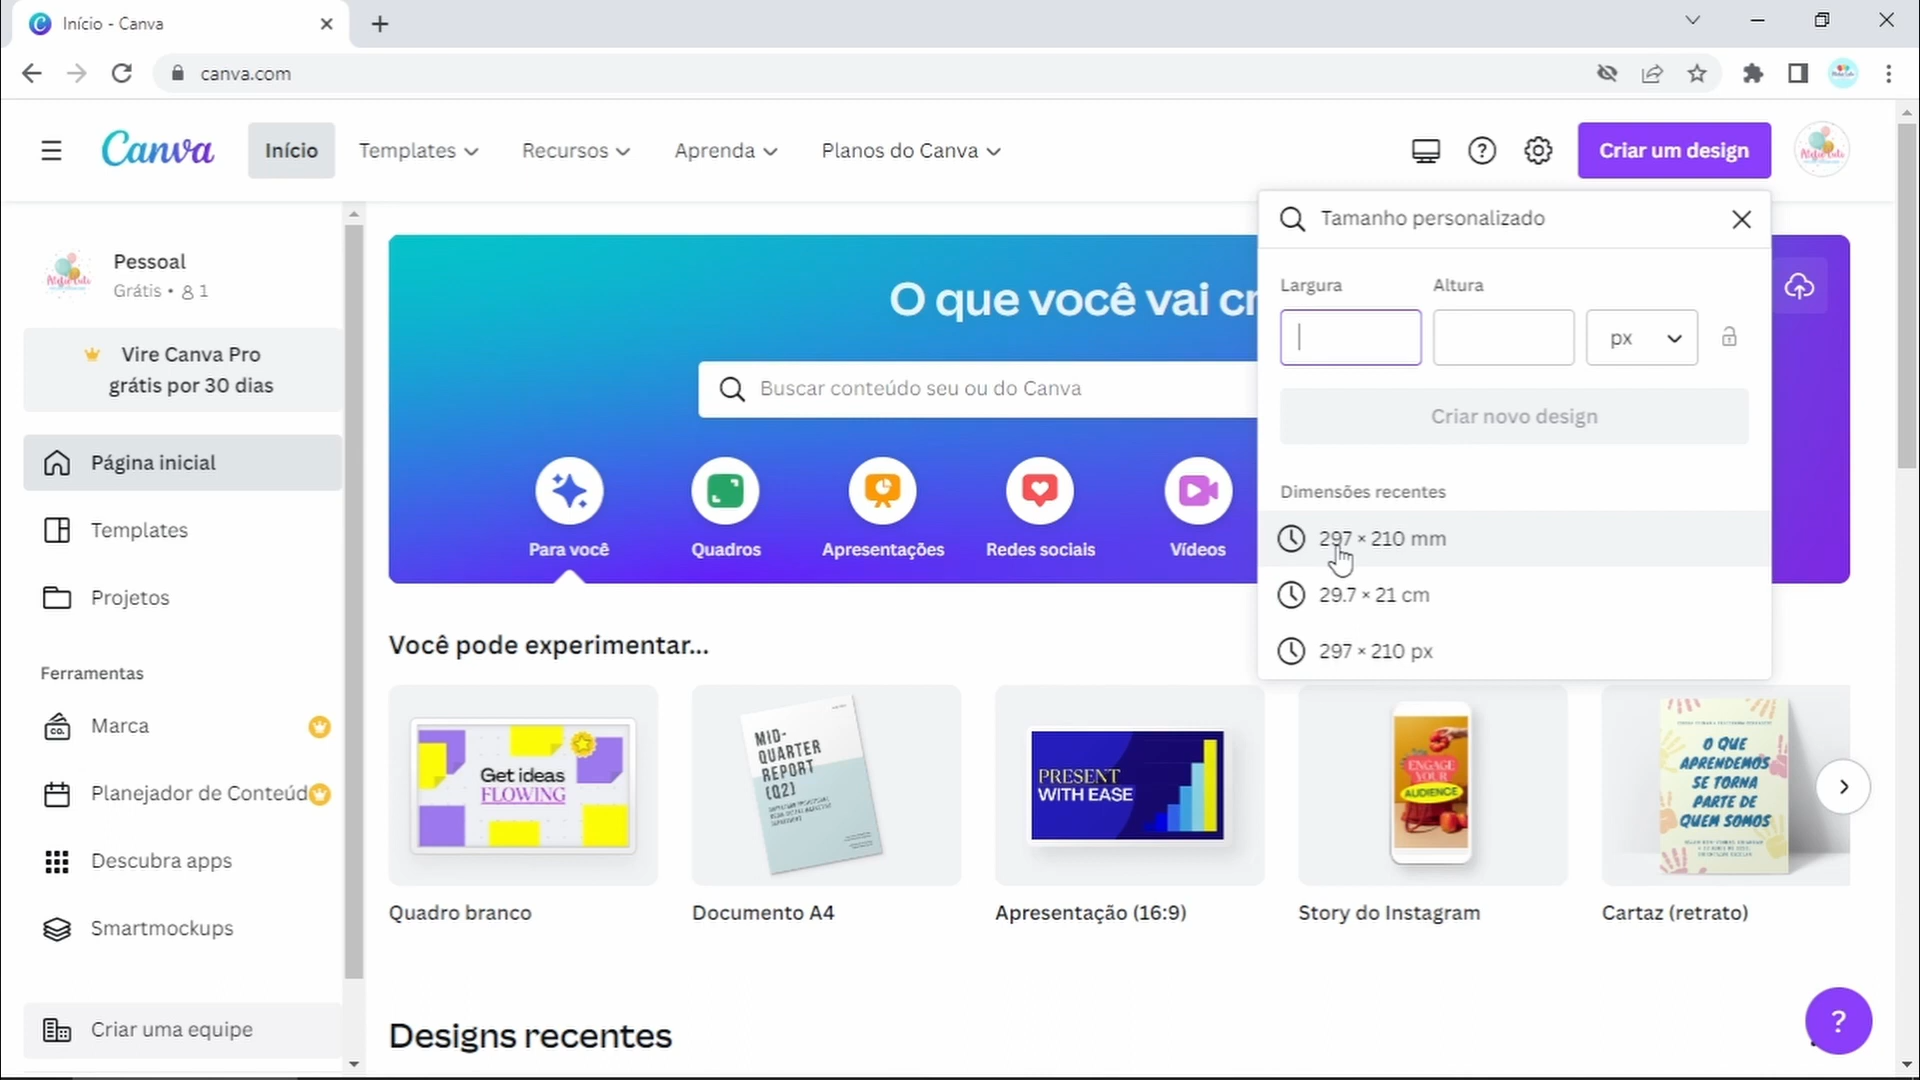 Início - Canva
canva.com
Canva
Início
Templates
Recursos
Aprenda
Planos do Canva
Criar um design
Pessoal
Grátis • 1
Vire Canva Pro
grátis por 30 dias
Página inicial
Templates
Projetos
Ferramentas
Marca
Planejador de Conteúd
Descubra apps
Smartmockups
Criar uma equipe
O que você vai cr
Buscar conteúdo seu ou do Canva
Para você
Quadros
Apresentações
Redes sociais
Vídeos
Tamanho personalizado
Largura
Altura
px
Criar novo design
Dimensões recentes
297 × 210 mm
29.7 × 21 cm
297 × 210 px
Você pode experimentar...
Get ideas
FLOWING
MID-
QUARTER
REPORT
(Q2)
PRESENT
WITH EASE
ENGAGE
YOUR
AUDIENCE
O QUE
APRENDEMOS
SE TORNA
PARTE DE
QUEM SOMOS
Quadro branco
Documento A4
Apresentação (16:9)
Story do Instagram
Cartaz (retrato)
Designs recentes
?